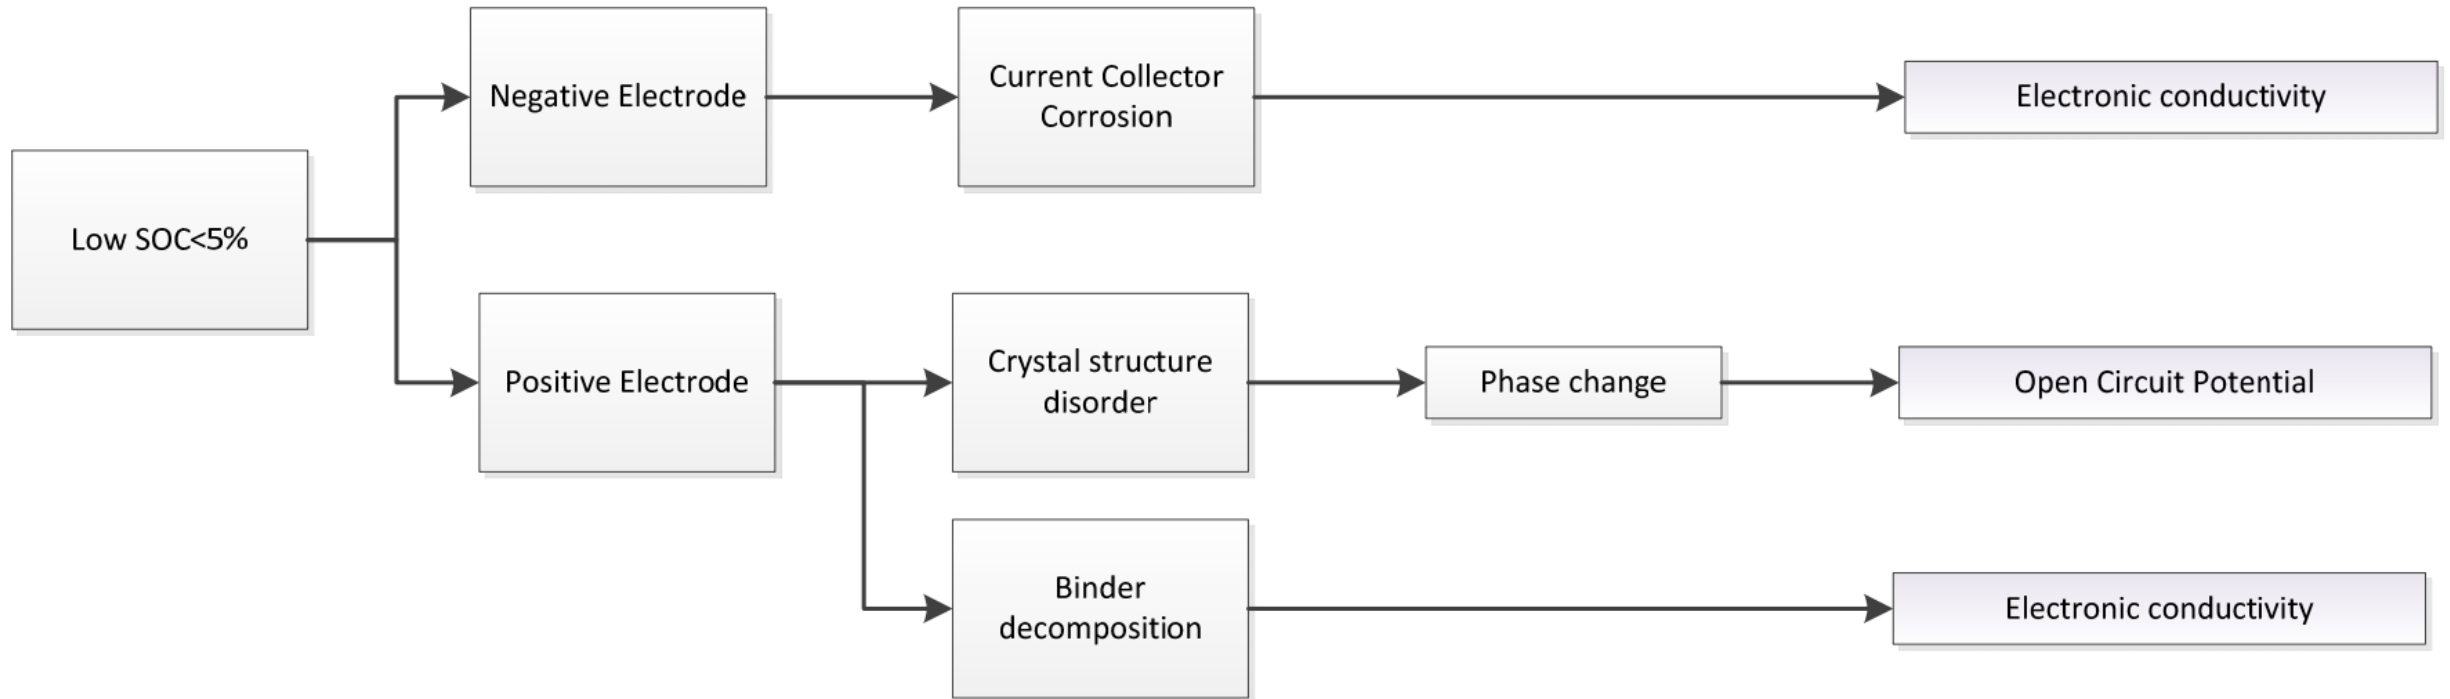 Negative Electrode
Current Collector
Corrosion
Electronic conductivity
Low SOC<5%
Positive Electrode
Crystal structure
disorder
Phase change
Open Circuit Potential
Binder
decomposition
Electronic conductivity